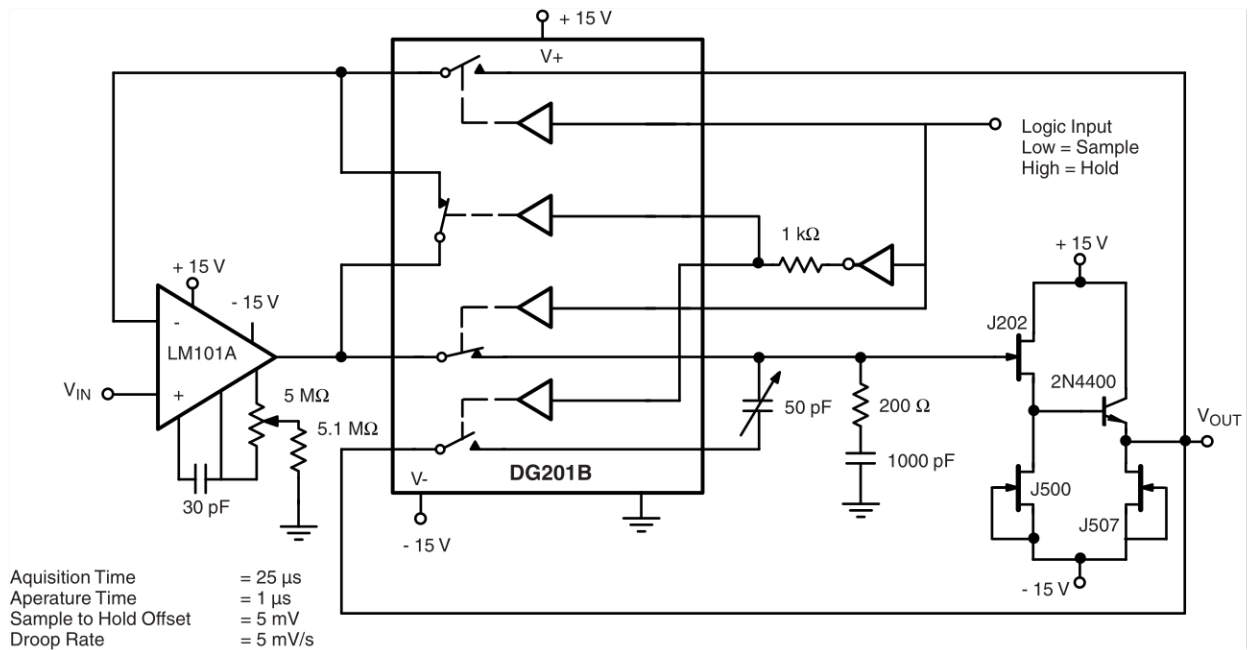 + 15 V
V+
Logic Input
Low = Sample
High = Hold
1 kΩ
+ 15 V
+ 15 V
- 15 V
J202
-
LM101A
2N4400
VIN
+
5 MΩ
50 pF
200 Ω
VOUT
5.1 MΩ
1000 pF
DG201B
V-
30 pF
J500
J507
- 15 V
- 15 V
Aquisition Time = 25 μs
Aperature Time = 1 μs
Sample to Hold Offset = 5 mV
Droop Rate = 5 mV/s